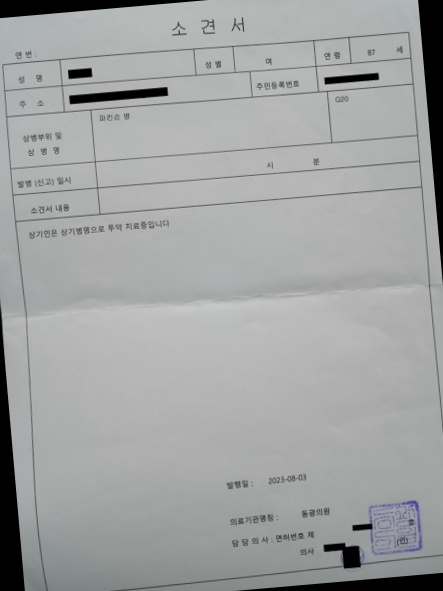 소 견 서
연 번 :
성 명 성 별 여 연 령 87 세
주 소 주민등록번호
상병부위 및 상 병 명 파킨슨 병 G20
발병 (신고) 일시 시 분
소견서 내용
상기인은 상기병명으로 투약 치료중입니다
발행일 : 2023-08-03
의료기관명칭 : 동광의원
담 당 의 사 : 면허번호 제 호
의사 (인)